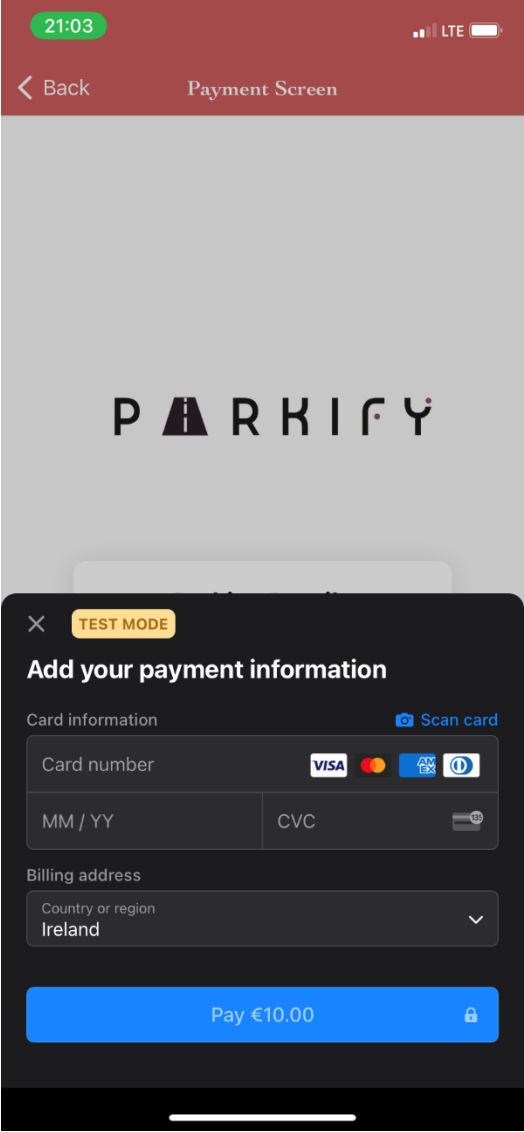 21:03
LTE
Back
Payment Screen
PARKIFY
TEST MODE
Add your payment information
Card information
Scan card
Card number
VISA
AM
EX
MM / YY
CVC
135
Billing address
Country or region
Ireland
Pay €10.00